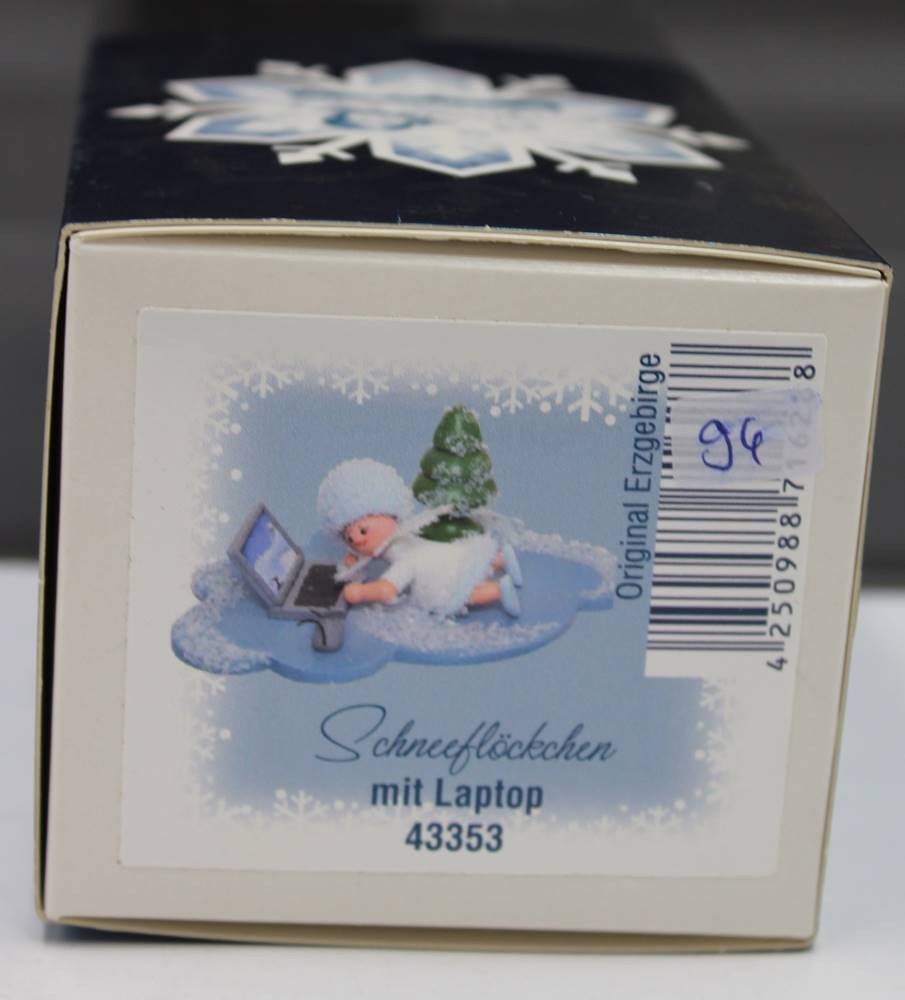 Schneeflöckchen
mit Laptop
43353
Original Erzgebirge
94